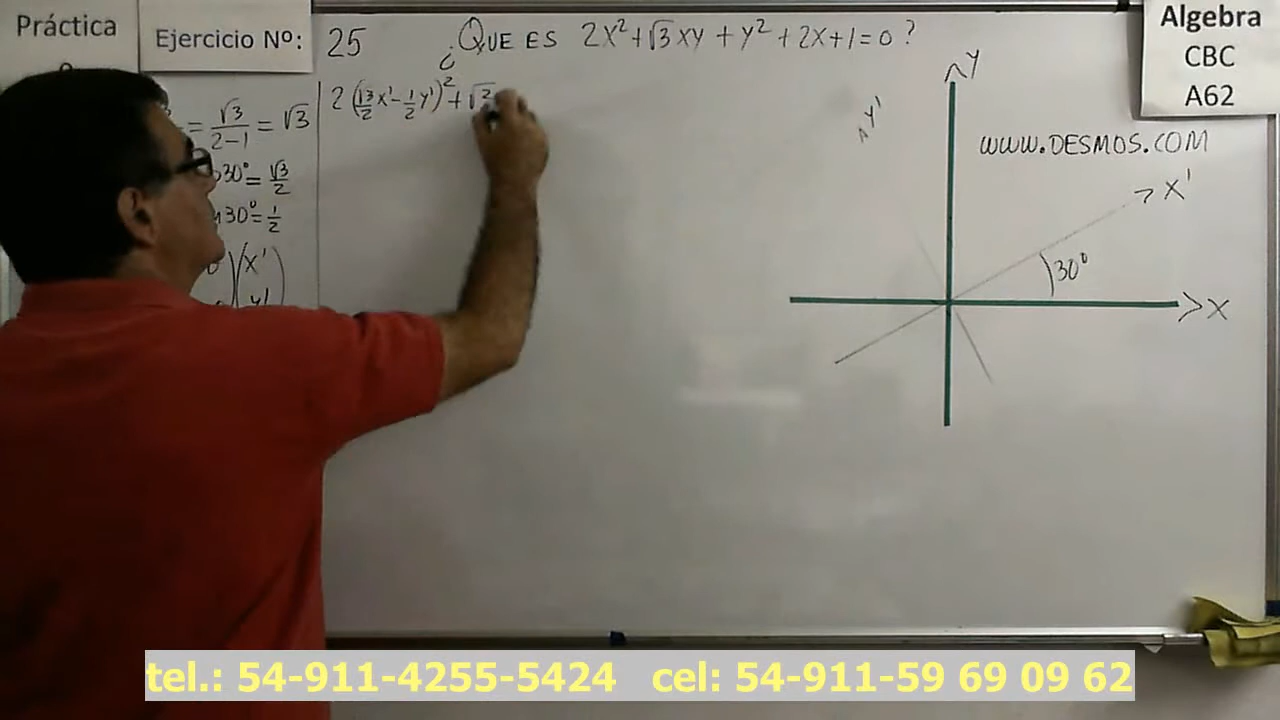 Práctica
Ejercicio Nº: 25
¿QUE ES 2X²+√3XY+Y²+2X+1=0?
Algebra
CBC
A62
= √3/(2-1) = √3
30°= √3/2
30°= 1/2
X'
Y'
2(√3/2 X'-1/2 Y')²+√
Y
Y'
WWW.DESMOS.COM
X'
30°
X
tel.: 54-911-4255-5424 cel: 54-911-59 69 09 62